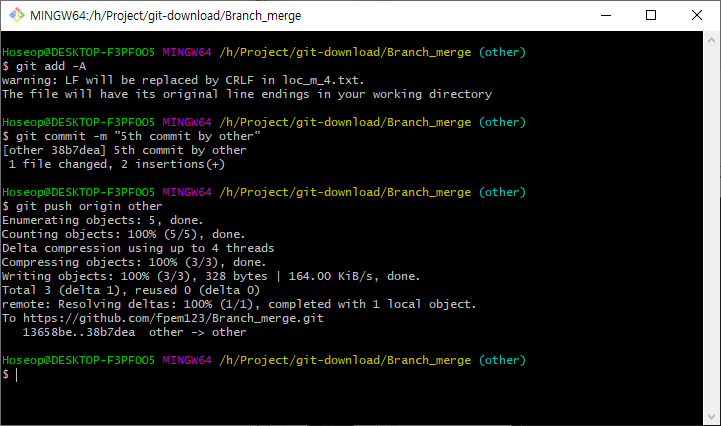 MINGW64:/h/Project/git-download/Branch_merge
Hoseop@DESKTOP-F3PFOO5 MINGW64 /h/Project/git-download/Branch_merge (other)
$ git add -A
warning: LF will be replaced by CRLF in loc_m_4.txt.
The file will have its original line endings in your working directory
Hoseop@DESKTOP-F3PFOO5 MINGW64 /h/Project/git-download/Branch_merge (other)
$ git commit -m "5th commit by other"
[other 38b7dea] 5th commit by other
 1 file changed, 2 insertions(+)
Hoseop@DESKTOP-F3PFOO5 MINGW64 /h/Project/git-download/Branch_merge (other)
$ git push origin other
Enumerating objects: 5, done.
Counting objects: 100% (5/5), done.
Delta compression using up to 4 threads
Compressing objects: 100% (3/3), done.
Writing objects: 100% (3/3), 328 bytes | 164.00 KiB/s, done.
Total 3 (delta 1), reused 0 (delta 0)
remote: Resolving deltas: 100% (1/1), completed with 1 local object.
To https://github.com/fpem123/Branch_merge.git
   13658be..38b7dea  other -> other
Hoseop@DESKTOP-F3PFOO5 MINGW64 /h/Project/git-download/Branch_merge (other)
$